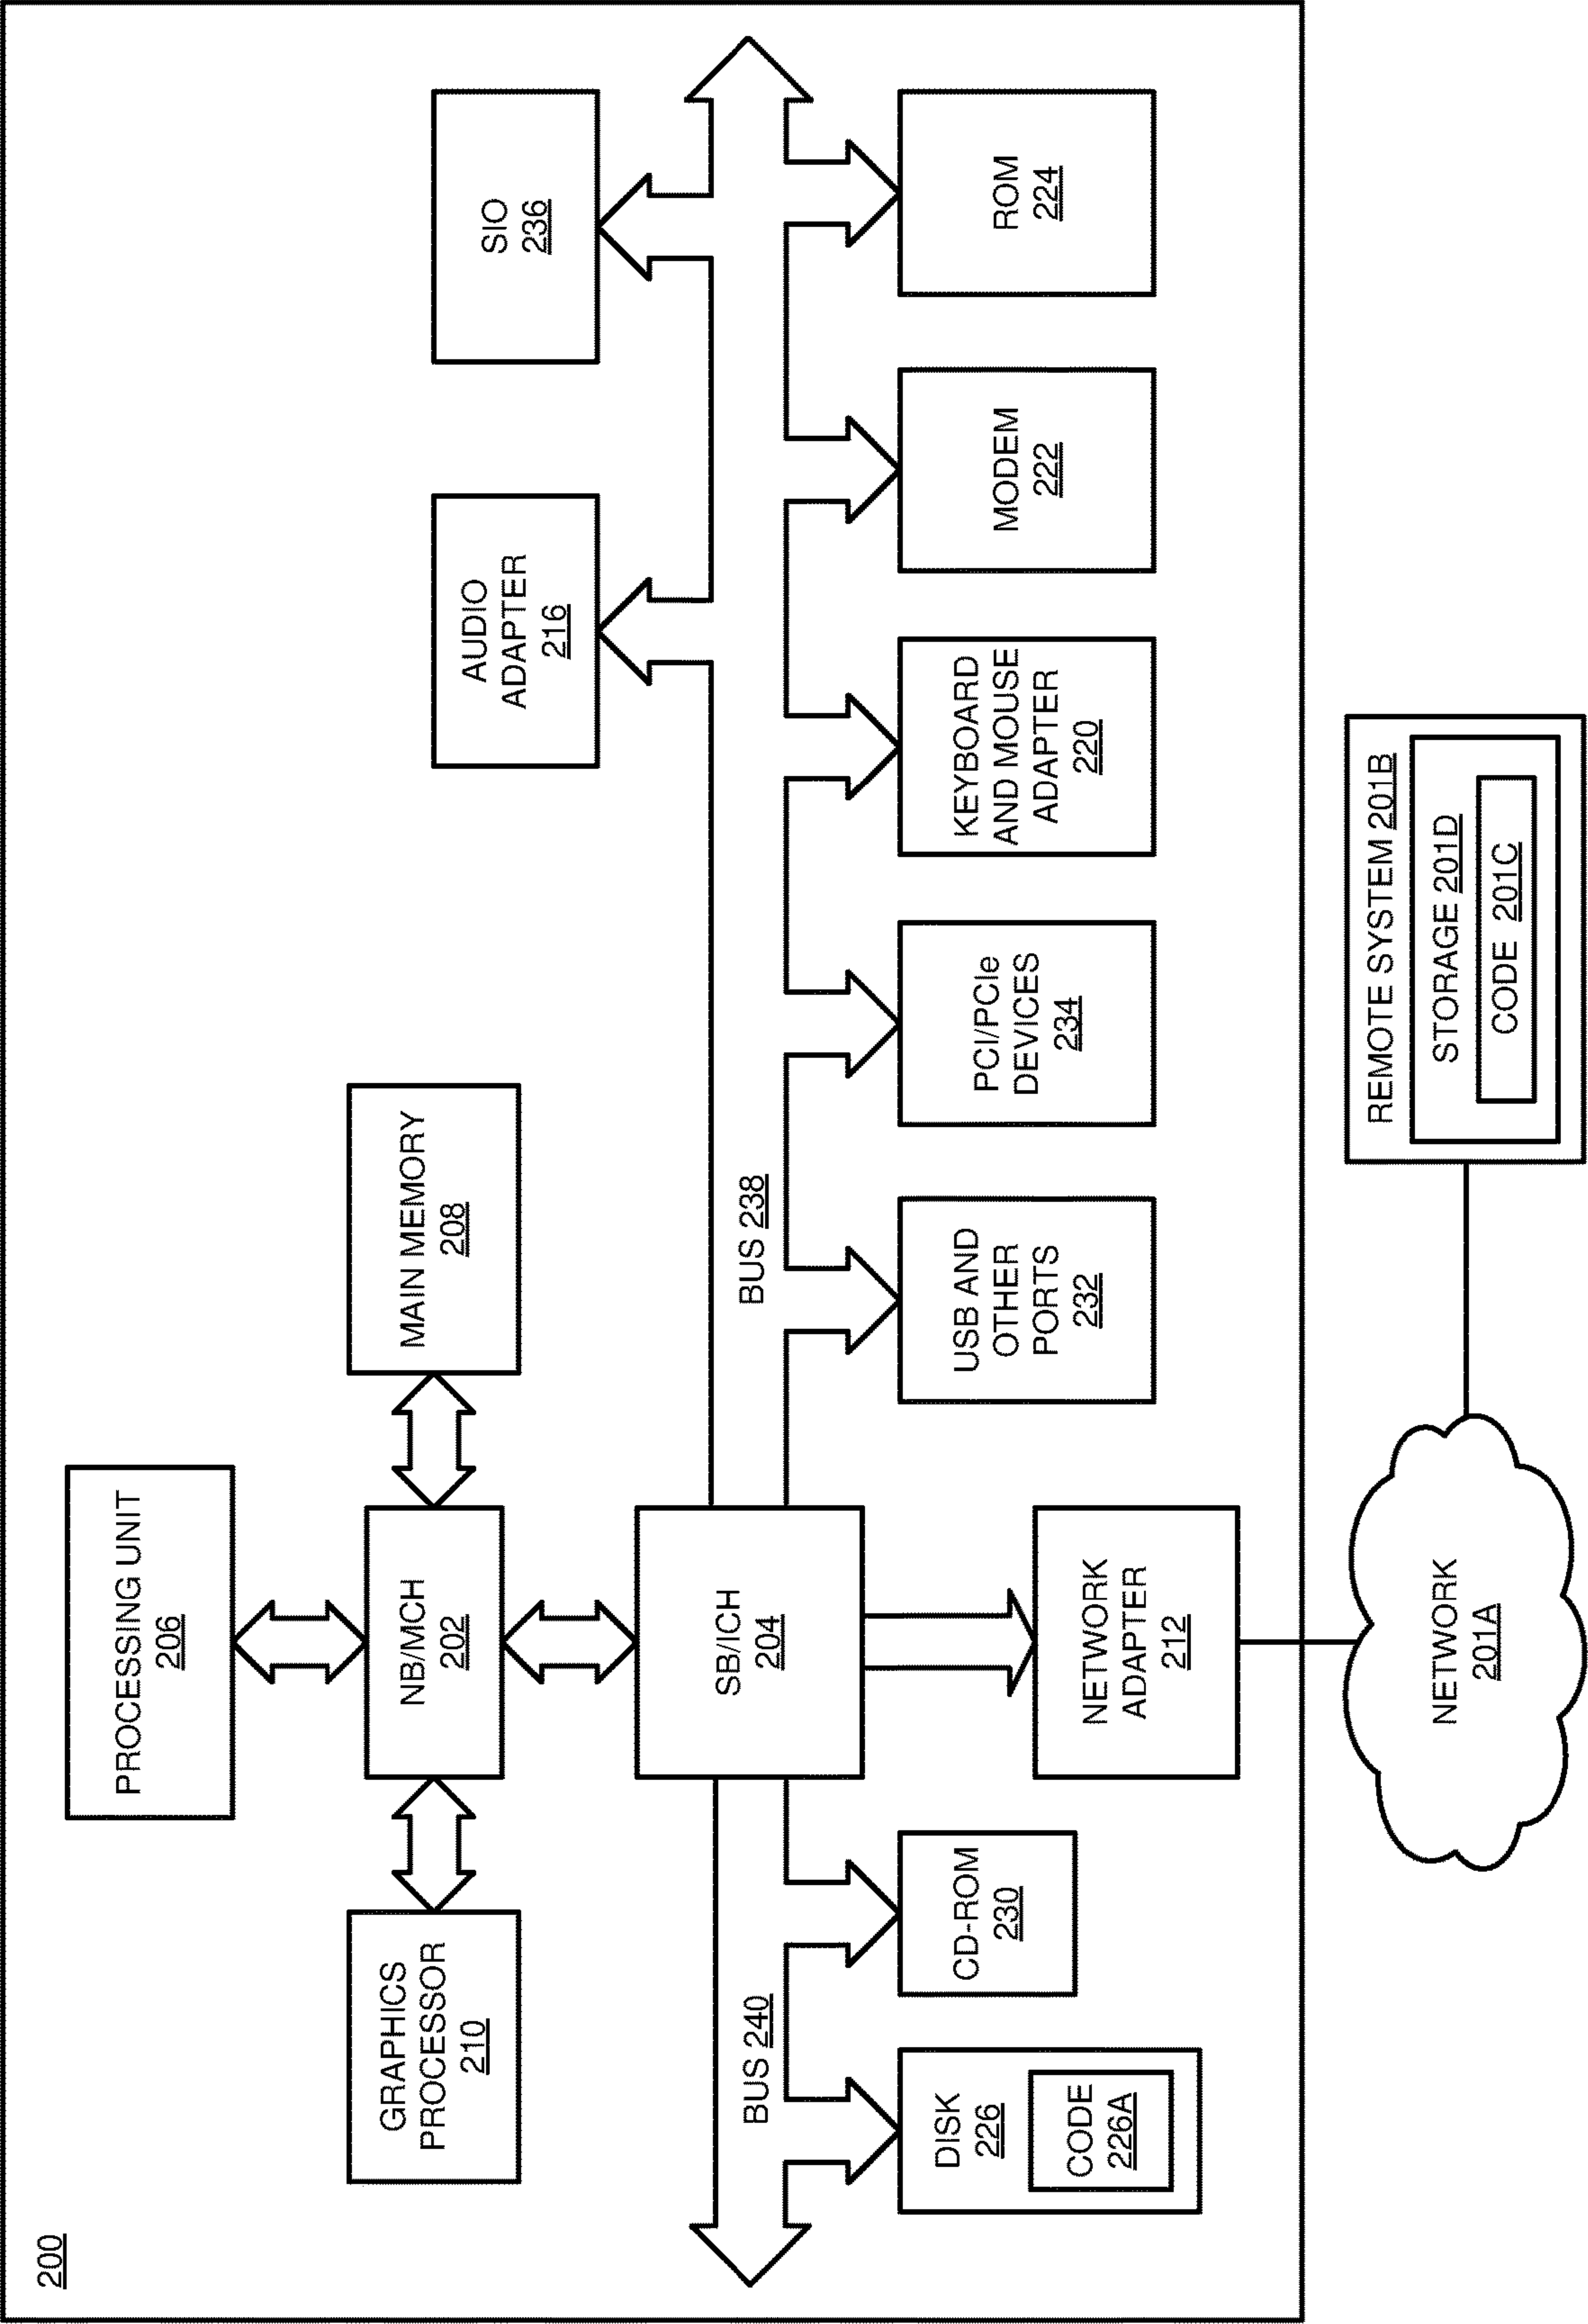 200
PROCESSING UNIT
206
GRAPHICS
PROCESSOR
210
NB/MCH
202
MAIN MEMORY
208
AUDIO
ADAPTER
216
SIO
236
SB/ICH
204
BUS 240
BUS 238
DISK
226
CODE
226A
CD-ROM
230
NETWORK
ADAPTER
212
USB AND
OTHER
PORTS
232
PCI/PCIe
DEVICES
234
KEYBOARD
AND MOUSE
ADAPTER
220
MODEM
222
ROM
224
NETWORK
201A
REMOTE SYSTEM 201B
STORAGE 201D
CODE 201C